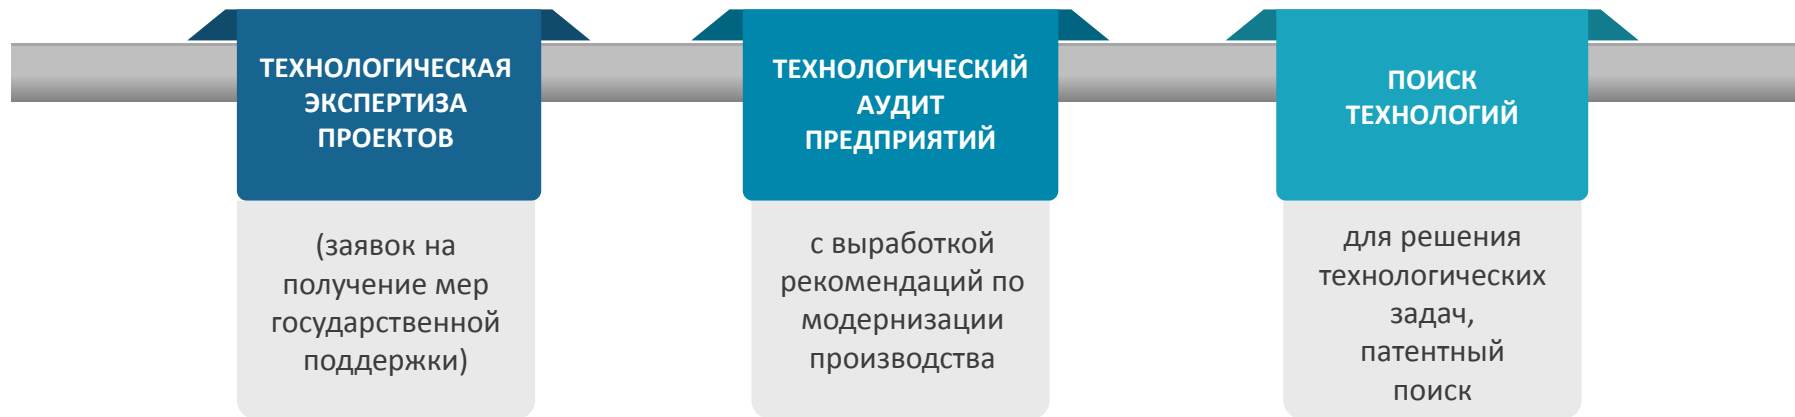 ТЕХНОЛОГИЧЕСКАЯ
ЭКСПЕРТИЗА
ПРОЕКТОВ
(заявок на
получение мер
государственной
поддержки)
ТЕХНОЛОГИЧЕСКИЙ
АУДИТ
ПРЕДПРИЯТИЙ
с выработкой
рекомендаций по
модернизации
производства
ПОИСК
ТЕХНОЛОГИЙ
для решения
технологических
задач,
патентный
поиск